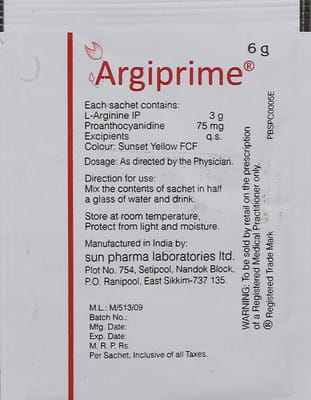 6 g
Argiprime®
Each sachet contains:
L-Arginine IP 3 g
Proanthocyanidine 75 mg
Excipients q.s.
Colour: Sunset Yellow FCF
Dosage: As directed by the Physician.
Direction for use:
Mix the contents of sachet in half
a glass of water and drink.
Store at room temperature,
Protect from light and moisture.
Manufactured in India by:
sun pharma laboratories ltd.
Plot No. 754, Setipool, Nandok Block,
P.O. Ranipool, East Sikkim-737 135.
M.L.: M/513/09
Batch No.:
Mfg. Date:
Exp. Date:
M. R. P. Rs.
Per Sachet, Inclusive of all Taxes.
WARNING: To be sold by retail on the prescription
of a Registered Medical Practitioner only.
® Registered Trade Mark PBSPC0005E